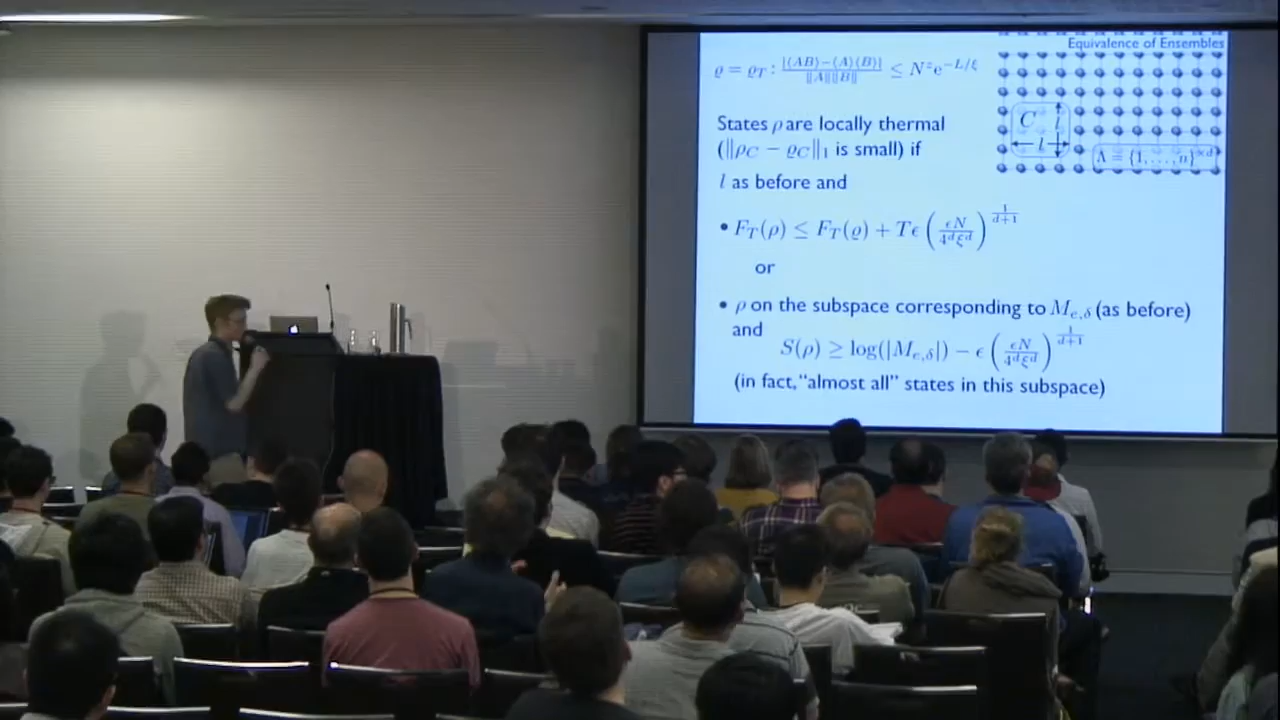 Equivalence of Ensembles
ϱ = ϱ_T : |⟨AB⟩−⟨A⟩⟨B⟩| / ‖A‖‖B‖ ≤ N^z e^{−L/ξ}
States ρ are locally thermal
(‖ρ_C − ϱ_C‖_1 is small) if
C l
l
Λ = {1, . . . , n}^{×d}
l as before and
• F_T(ρ) ≤ F_T(ϱ) + Tϵ (ϵN / 4^d ξ^d)^{1/(d+1)}
or
• ρ on the subspace corresponding to M_{e,δ} (as before)
and
S(ρ) ≥ log(|M_{e,δ}|) − ϵ (ϵN / 4^d ξ^d)^{1/(d+1)}
(in fact, “almost all” states in this subspace)